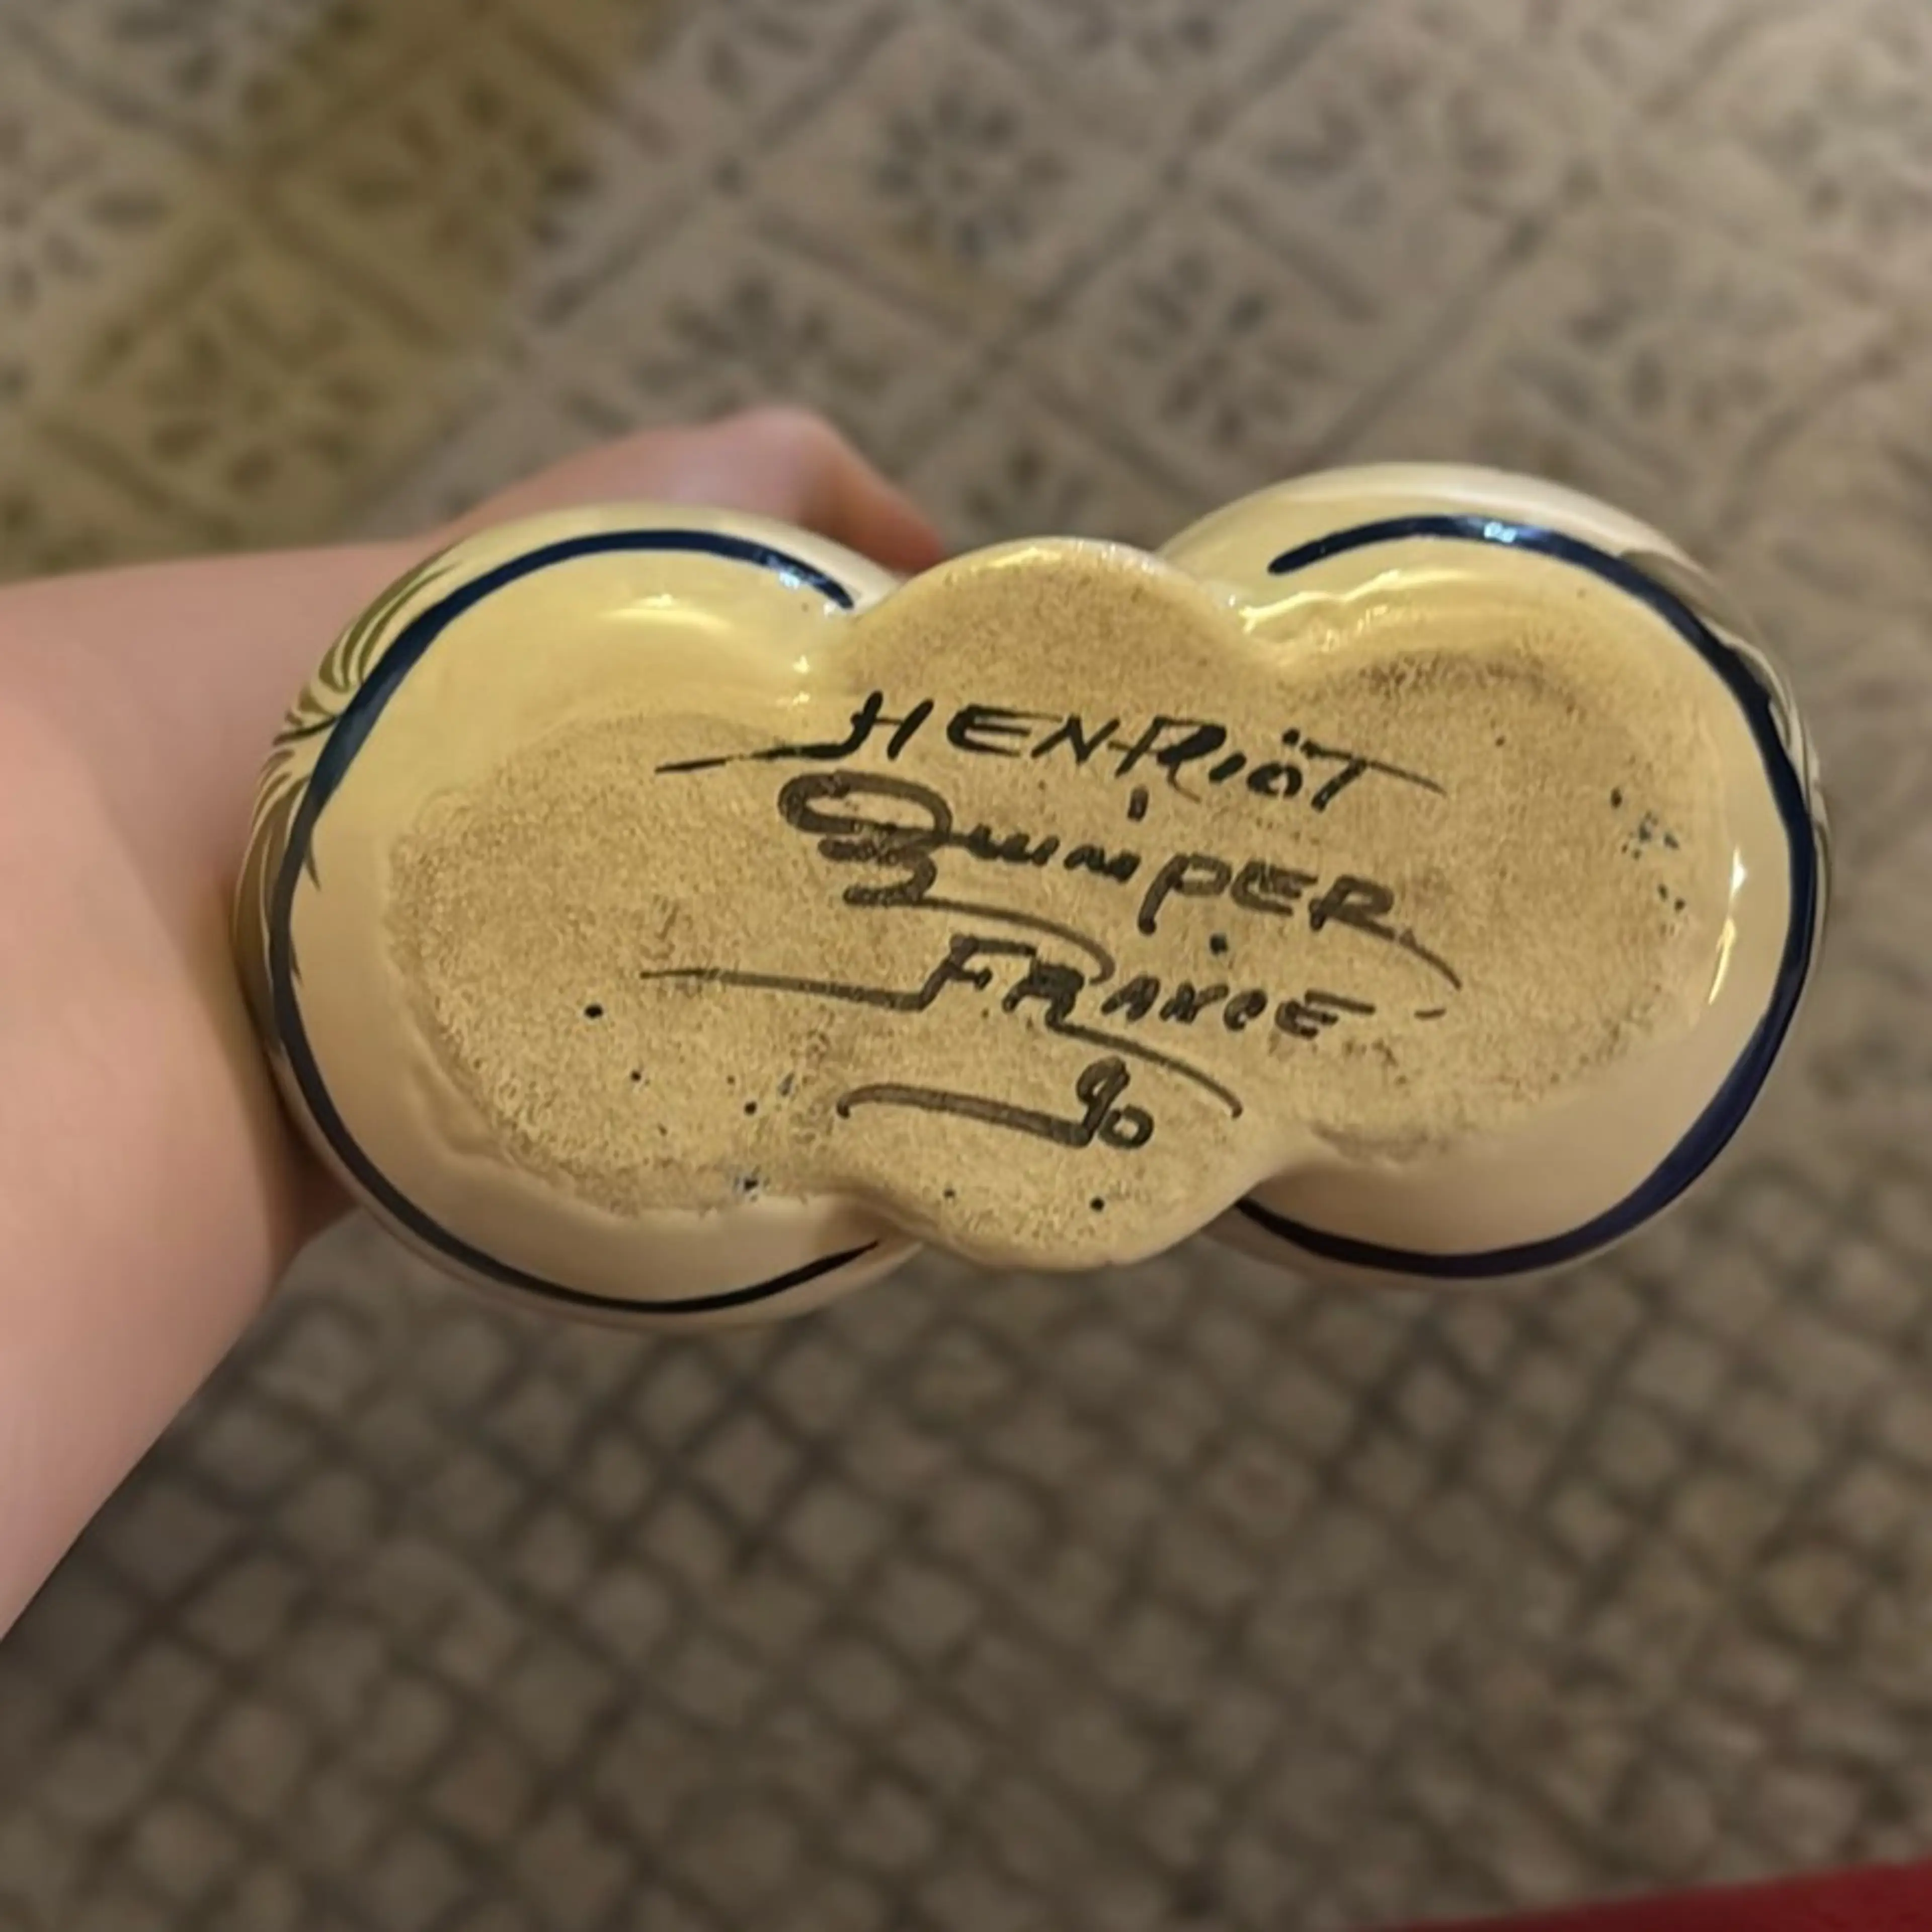 HENRioT
QuimPER
FRANCE
90